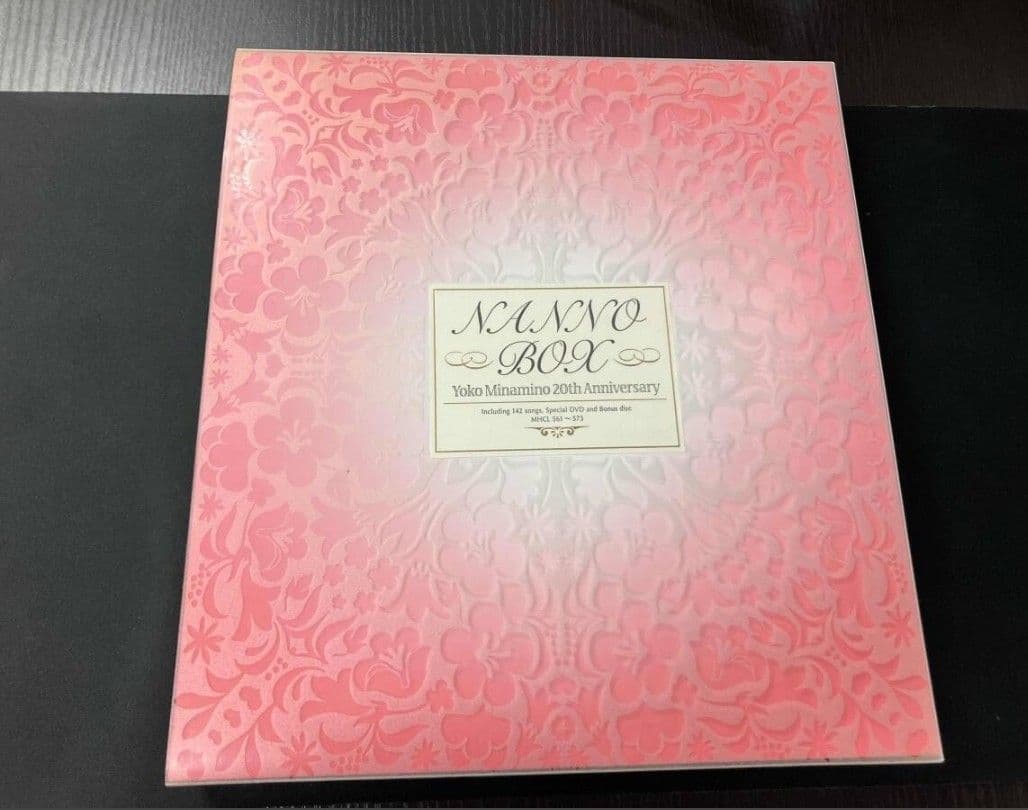 NANNO
BOX
Yoko Minamino 20th Anniversary
Including 142 songs, Special DVD and Bonus disc
MHCL 561～573